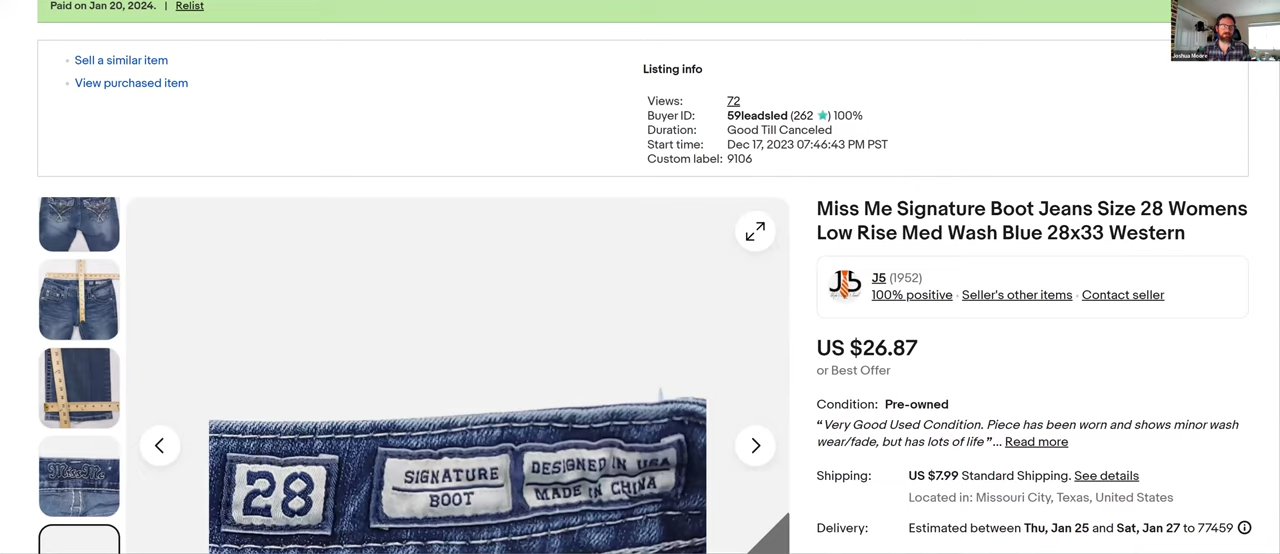 Paid on Jan 20, 2024. | Relist
Joshua Moore
Sell a similar item
View purchased item
Listing info
Views: 72
Buyer ID: 59leadsled (262 ★) 100%
Duration: Good Till Canceled
Start time: Dec 17, 2023 07:46:43 PM PST
Custom label: 9106
Miss Me Signature Boot Jeans Size 28 Womens
Low Rise Med Wash Blue 28x33 Western
J5
J5 (1952)
100% positive · Seller's other items · Contact seller
US $26.87
or Best Offer
Condition: Pre-owned
“Very Good Used Condition. Piece has been worn and shows minor wash
wear/fade, but has lots of life”... Read more
Shipping: US $7.99 Standard Shipping. See details
Located in: Missouri City, Texas, United States
Delivery: Estimated between Thu, Jan 25 and Sat, Jan 27 to 77459
Miss Me
28
SIGNATURE
BOOT
DESIGNED IN USA
MADE IN CHINA